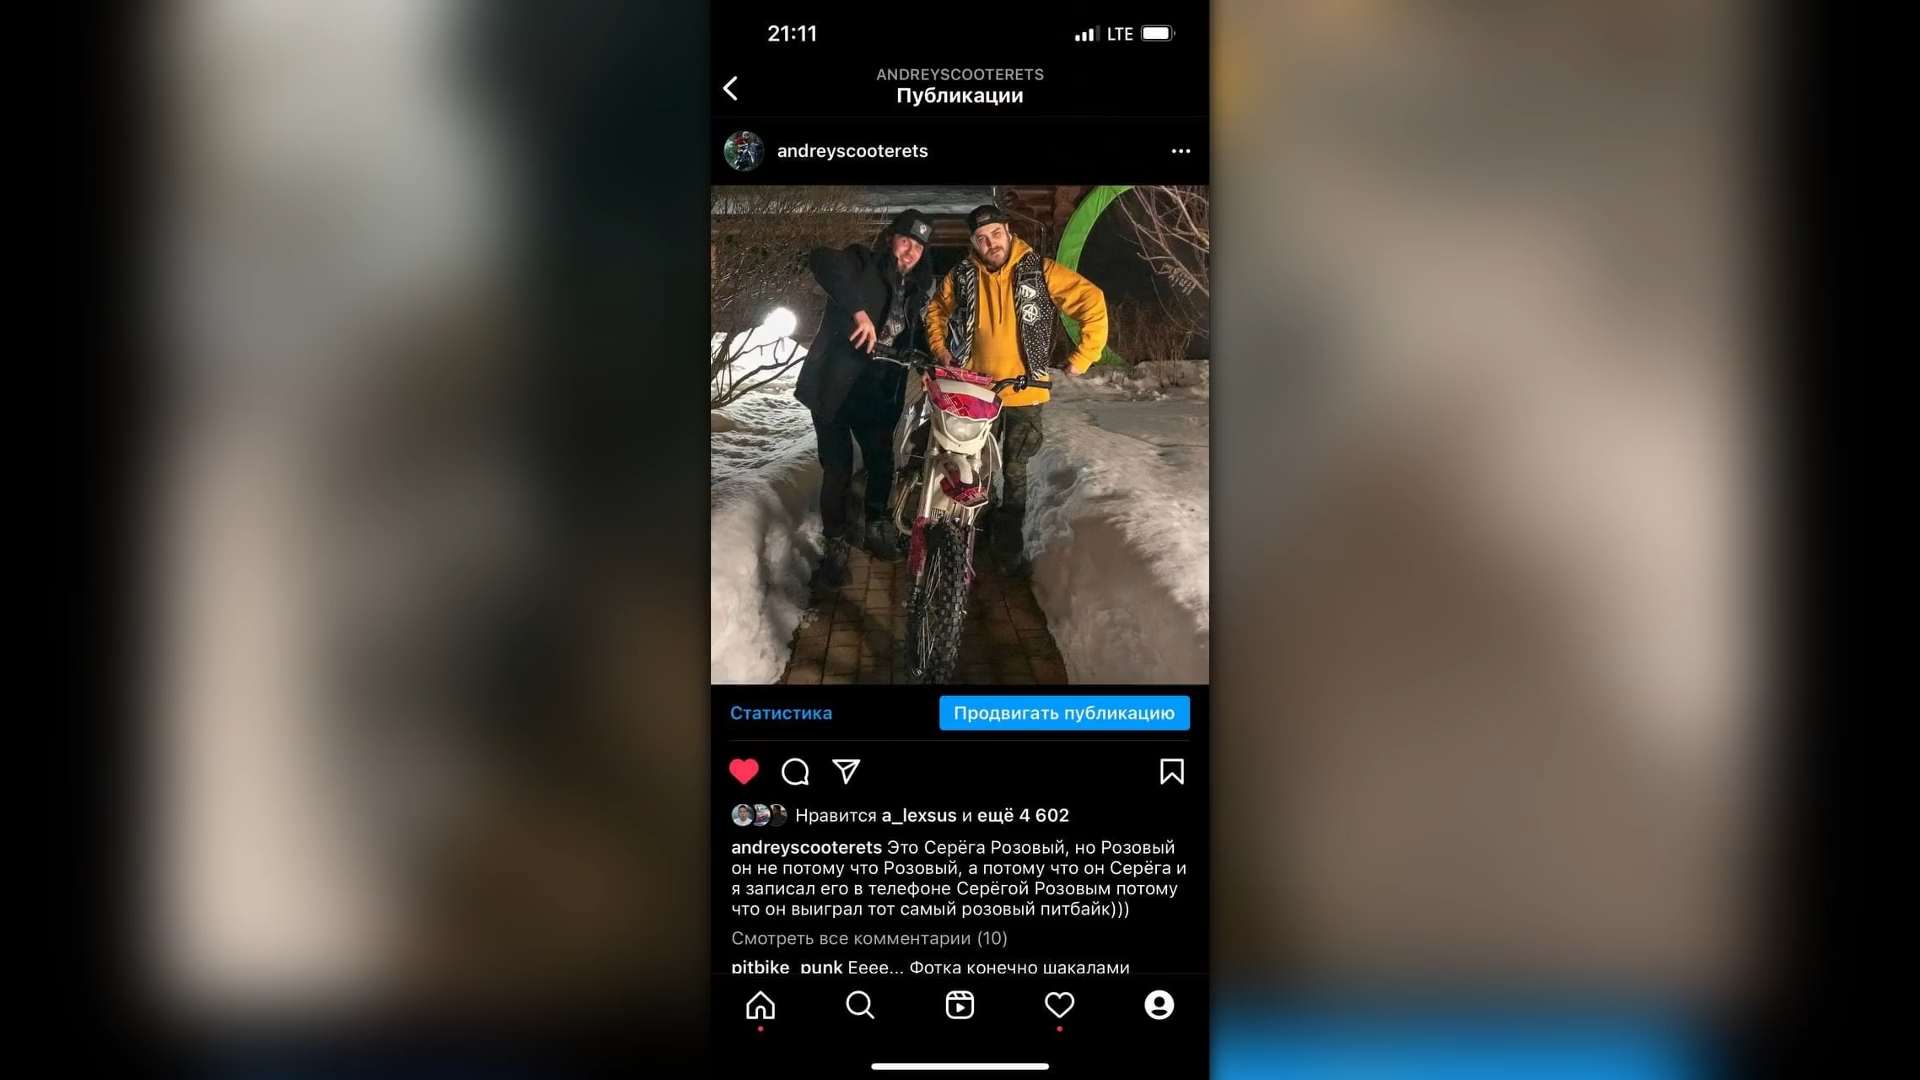 21:11
LTE
ANDREYSCOOTERETS
Публикации
andreyscooterets
Статистика
Продвигать публикацию
Нравится a_lexsus и ещё 4 602
andreyscooterets Это Серёга Розовый, но Розовый
он не потому что Розовый, а потому что он Серёга и
я записал его в телефоне Серёгой Розовым потому
что он выиграл тот самый розовый питбайк)))
Смотреть все комментарии (10)
pitbike_punk Ееее... Фотка конечно шакалами